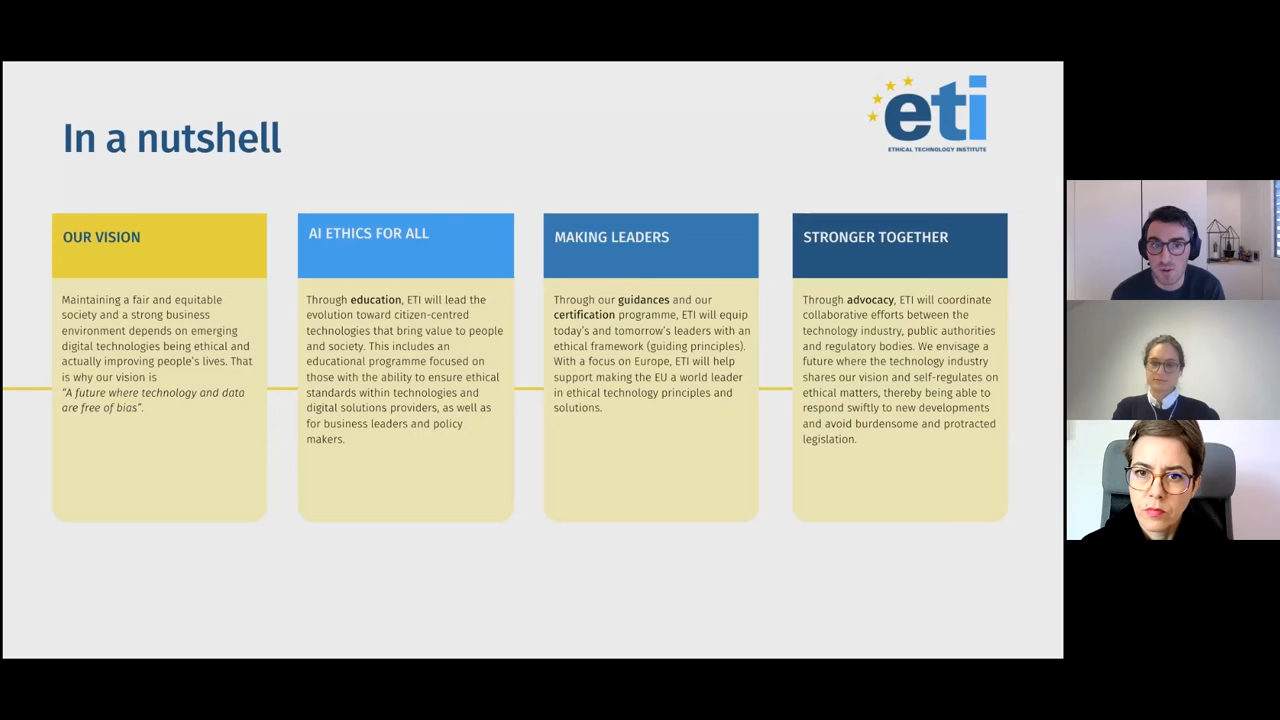 In a nutshell
eti
ETHICAL TECHNOLOGY INSTITUTE
OUR VISION
Maintaining a fair and equitable
society and a strong business
environment depends on emerging
digital technologies being ethical and
actually improving people's lives. That
is why our vision is
“A future where technology and data
are free of bias”.
AI ETHICS FOR ALL
Through education, ETI will lead the
evolution toward citizen-centred
technologies that bring value to people
and society. This includes an
educational programme focused on
those with the ability to ensure ethical
standards within technologies and
digital solutions providers, as well as
for business leaders and policy
makers.
MAKING LEADERS
Through our guidances and our
certification programme, ETI will equip
today's and tomorrow's leaders with an
ethical framework (guiding principles).
With a focus on Europe, ETI will help
support making the EU a world leader
in ethical technology principles and
solutions.
STRONGER TOGETHER
Through advocacy, ETI will coordinate
collaborative efforts between the
technology industry, public authorities
and regulatory bodies. We envisage a
future where the technology industry
shares our vision and self-regulates on
ethical matters, thereby being able to
respond swiftly to new developments
and avoid burdensome and protracted
legislation.